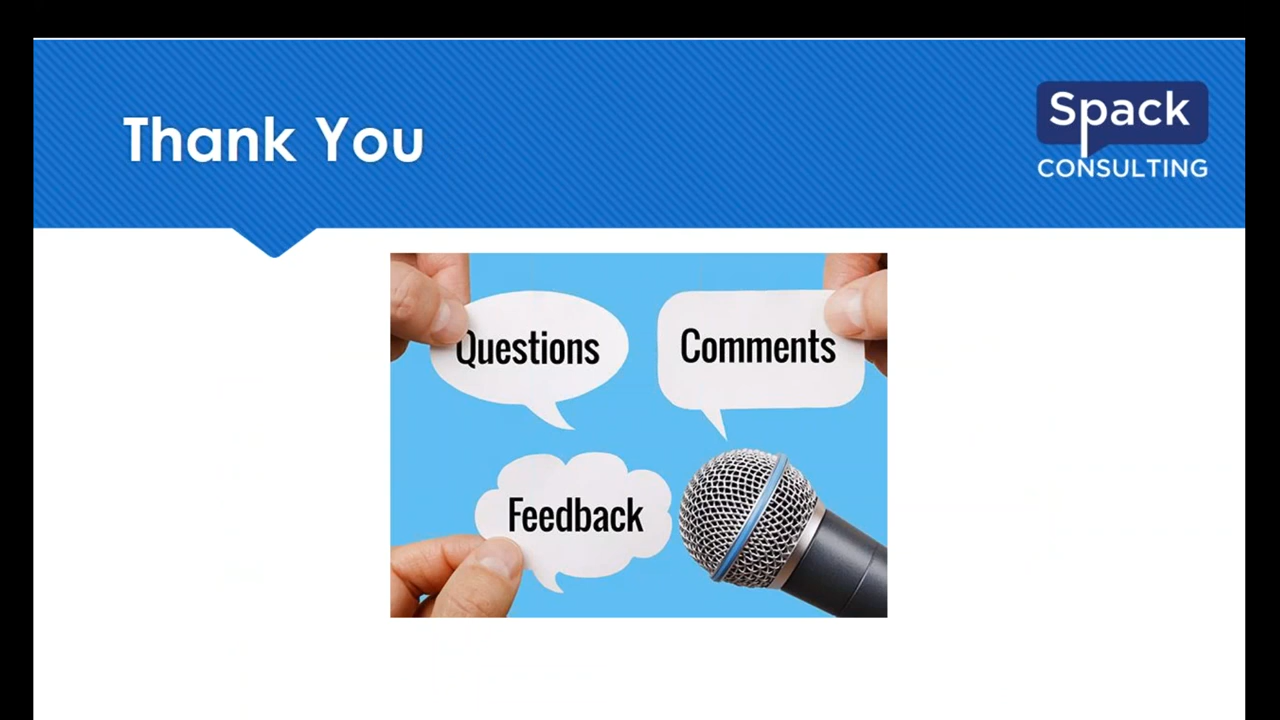 Thank You
Spack
CONSULTING
Questions
Comments
Feedback